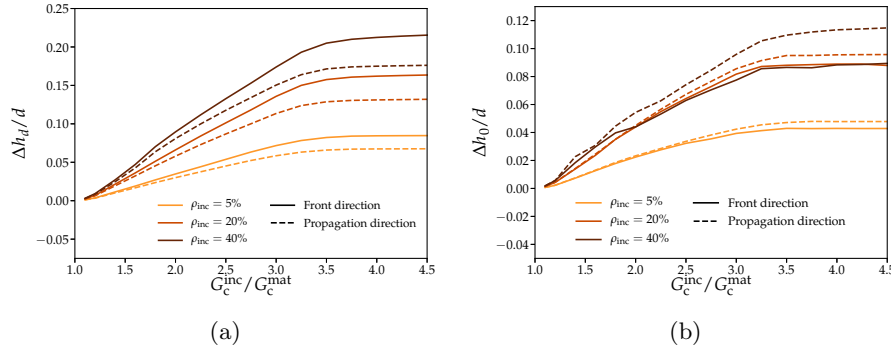 0.25
0.20
0.15
0.10
0.05
0.00
−0.05
Δh_d/d
ρ_inc = 5%
ρ_inc = 20%
ρ_inc = 40%
Front direction
Propagation direction
1.0 1.5 2.0 2.5 3.0 3.5 4.0 4.5
G_c^inc/G_c^mat
(a)
0.12
0.10
0.08
0.06
0.04
0.02
0.00
−0.02
−0.04
Δh_0/d
ρ_inc = 5%
ρ_inc = 20%
ρ_inc = 40%
Front direction
Propagation direction
1.0 1.5 2.0 2.5 3.0 3.5 4.0 4.5
G_c^inc/G_c^mat
(b)